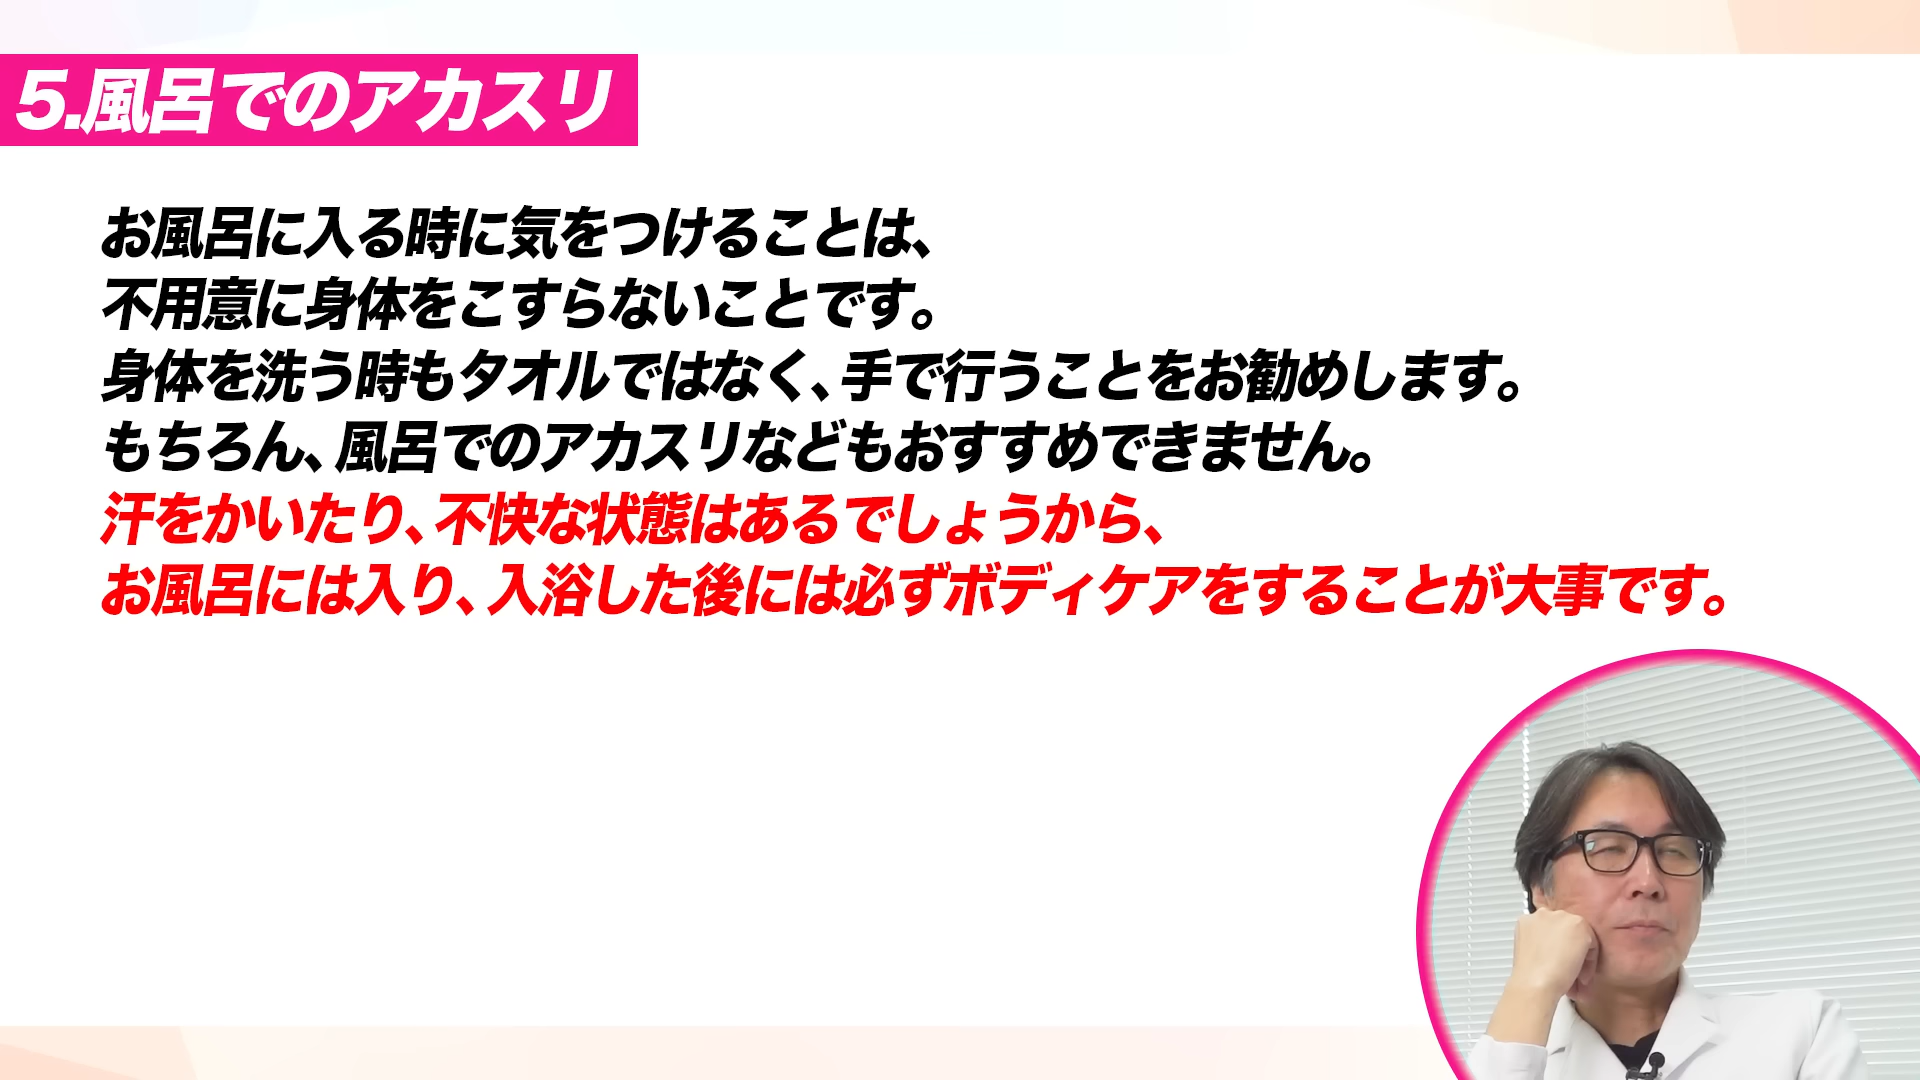 5.風呂でのアカスリ
お風呂に入る時に気をつけることは、
不用意に身体をこすらないことです。
身体を洗う時もタオルではなく、手で行うことをお勧めします。
もちろん、風呂でのアカスリなどもおすすめできません。
汗をかいたり、不快な状態はあるでしょうから、
お風呂には入り、入浴した後には必ずボディケアをすることが大事です。